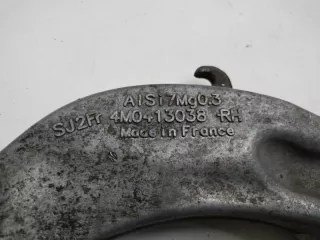 AlSi7Mg0.3
SJ2Fr 4M0413038 RH
Made in France